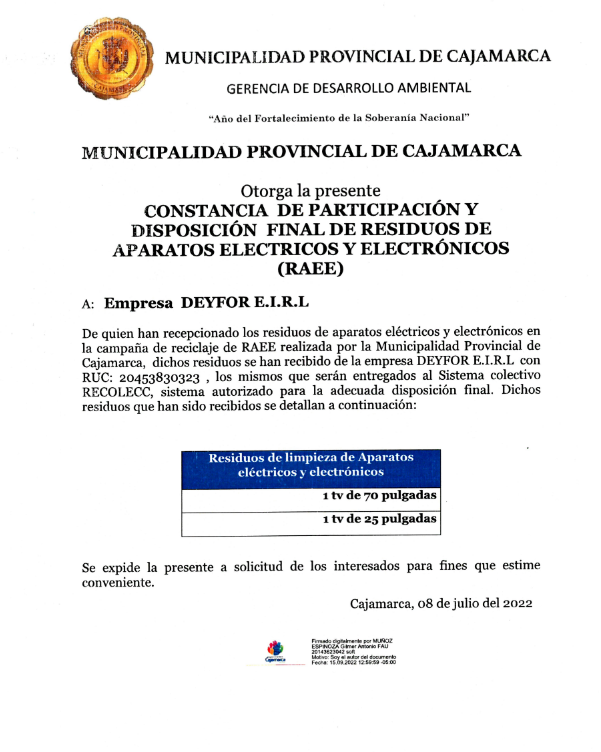 MUNICIPALIDAD PROVINCIAL DE CAJAMARCA
GERENCIA DE DESARROLLO AMBIENTAL
“Año del Fortalecimiento de la Soberanía Nacional”
MUNICIPALIDAD PROVINCIAL DE CAJAMARCA
Otorga la presente
CONSTANCIA DE PARTICIPACIÓN Y
DISPOSICIÓN FINAL DE RESIDUOS DE
APARATOS ELECTRICOS Y ELECTRÓNICOS
(RAEE)
A: Empresa DEYFOR E.I.R.L
De quien han recepcionado los residuos de aparatos eléctricos y electrónicos en
la campaña de reciclaje de RAEE realizada por la Municipalidad Provincial de
Cajamarca, dichos residuos se han recibido de la empresa DEYFOR E.I.R.L con
RUC: 20453830323 , los mismos que serán entregados al Sistema colectivo
RECOLECC, sistema autorizado para la adecuada disposición final. Dichos
residuos que han sido recibidos se detallan a continuación:
Residuos de limpieza de Aparatos
eléctricos y electrónicos
1 tv de 70 pulgadas
1 tv de 25 pulgadas
Se expide la presente a solicitud de los interesados para fines que estime
conveniente.
Cajamarca, 08 de julio del 2022
Cajamarca
Firmado digitalmente por MUÑOZ
ESPINOZA Gilmer Antonio FAU
20143623042 soft
Motivo: Soy el autor del documento
Fecha: 15.09.2022 12:59:59 -05:00